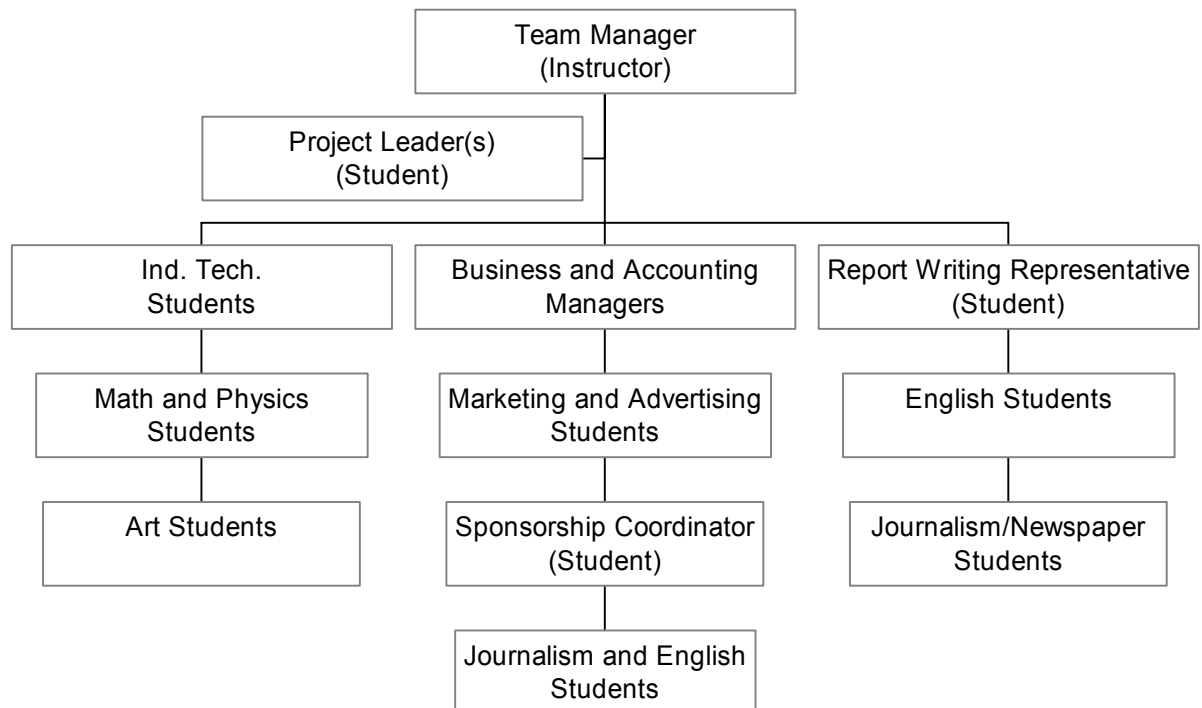 Team Manager
(Instructor)
Project Leader(s)
(Student)
Ind. Tech.
Students
Business and Accounting
Managers
Report Writing Representative
(Student)
Math and Physics
Students
Marketing and Advertising
Students
English Students
Art Students
Sponsorship Coordinator
(Student)
Journalism/Newspaper
Students
Journalism and English
Students